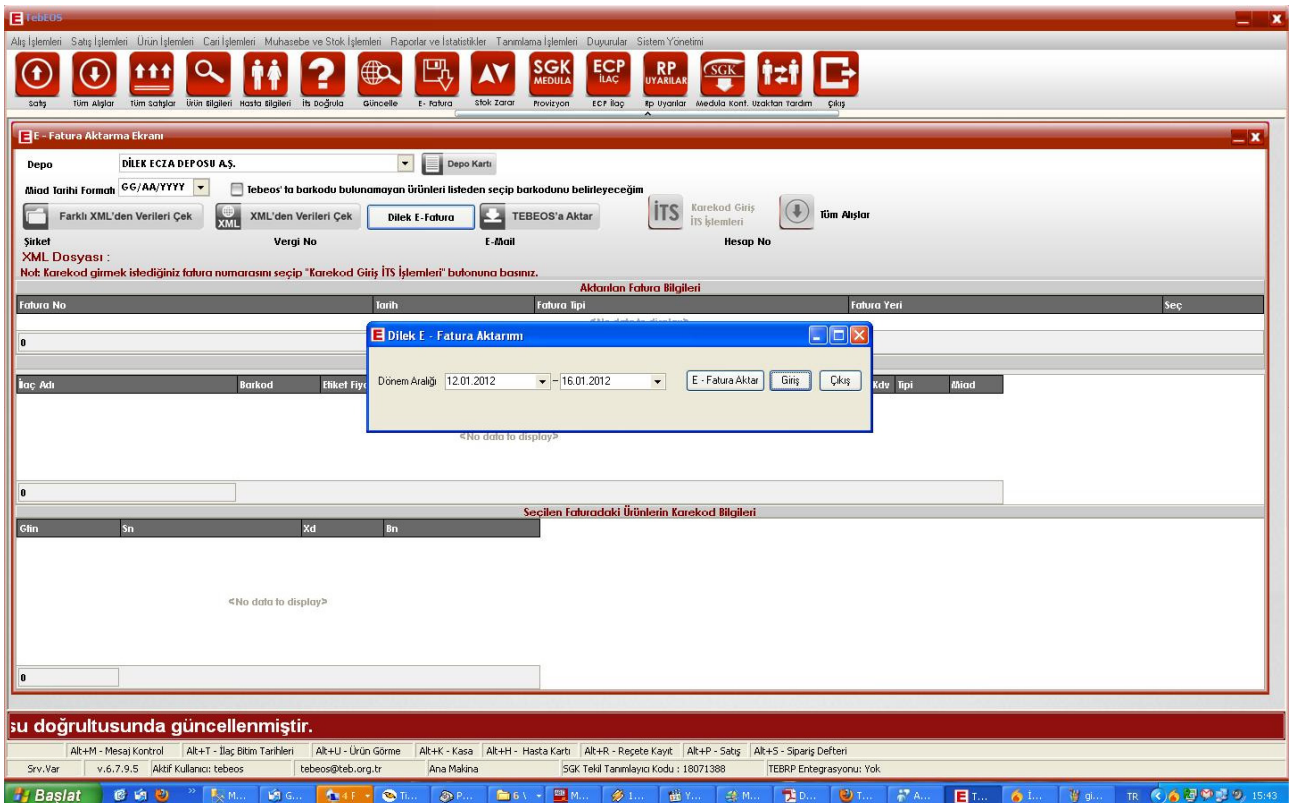 E TebEOS
Alış İşlemleri Satış İşlemleri Ürün İşlemleri Cari İşlemleri Muhasebe ve Stok İşlemleri Raporlar ve İstatistikler Tanımlama İşlemleri Duyurular Sistem Yönetimi
SGK MEDULA ECP İLAÇ RP UYARILAR SGK
Satış Tüm Alışlar Tüm Satışlar Ürün Bilgileri Hasta Bilgileri İts Doğrula Güncelle E- Fatura Stok Zarar Provizyon ECP İlaç Rp Uyarılar Medula Kont. Uzaktan Yardım Çıkış
E E - Fatura Aktarma Ekranı
Depo DİLEK ECZA DEPOSU A.Ş. Depo Kartı
Miad Tarihi Formatı GG/AA/YYYY Tebeos' ta barkodu bulunamayan ürünleri listeden seçip barkodunu belirleyeceğim
Farklı XML'den Verileri Çek XML XML'den Verileri Çek Dilek E-Fatura TEBEOS'a Aktar İTS Karekod Giriş İTS İşlemleri Tüm Alışlar
Şirket Vergi No E-Mail Hesap No
XML Dosyası :
Not: Karekod girmek istediğiniz fatura numarasını seçip "Karekod Giriş İTS İşlemleri" butonuna basınız.
Aktarılan Fatura Bilgileri
Fatura No Tarih Fatura Tipi Fatura Yeri Seç
<No data to display>
0
E Dilek E - Fatura Aktarımı
Dönem Aralığı 12.01.2012 - 16.01.2012 E - Fatura Aktar Giriş Çıkış
İlaç Adı Barkod Etiket Fiya Kdv Tipi Miad
<No data to display>
0
Seçilen Faturadaki Ürünlerin Karekod Bilgileri
Gtin Sn Xd Bn
<No data to display>
0
su doğrultusunda güncellenmiştir.
Alt+M - Mesaj Kontrol Alt+T - İlaç Bitim Tarihleri Alt+U - Ürün Görme Alt+K - Kasa Alt+H - Hasta Kartı Alt+R - Reçete Kayıt Alt+P - Satış Alt+S - Sipariş Defteri
Srv.Var v.6.7.9.5 Aktif Kullanıcı: tebeos tebeos@teb.org.tr Ana Makina SGK Tekil Tanımlayıcı Kodu : 18071388 TEBRP Entegrasyonu: Yok
Başlat M... G... 4 F Tİ... P... 6 \ M... 1... Y... M... D... T... A... T... İ... gi... TR 15:43